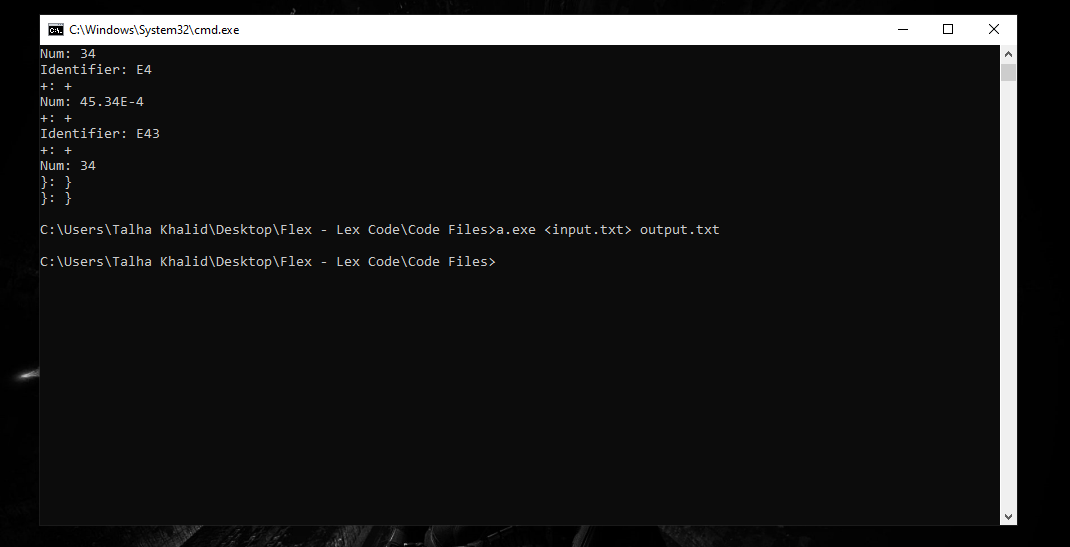 C:\Windows\System32\cmd.exe
Num: 34
Identifier: E4
+: +
Num: 45.34E-4
+: +
Identifier: E43
+: +
Num: 34
}: }
}: }
C:\Users\Talha Khalid\Desktop\Flex - Lex Code\Code Files>a.exe <input.txt> output.txt
C:\Users\Talha Khalid\Desktop\Flex - Lex Code\Code Files>